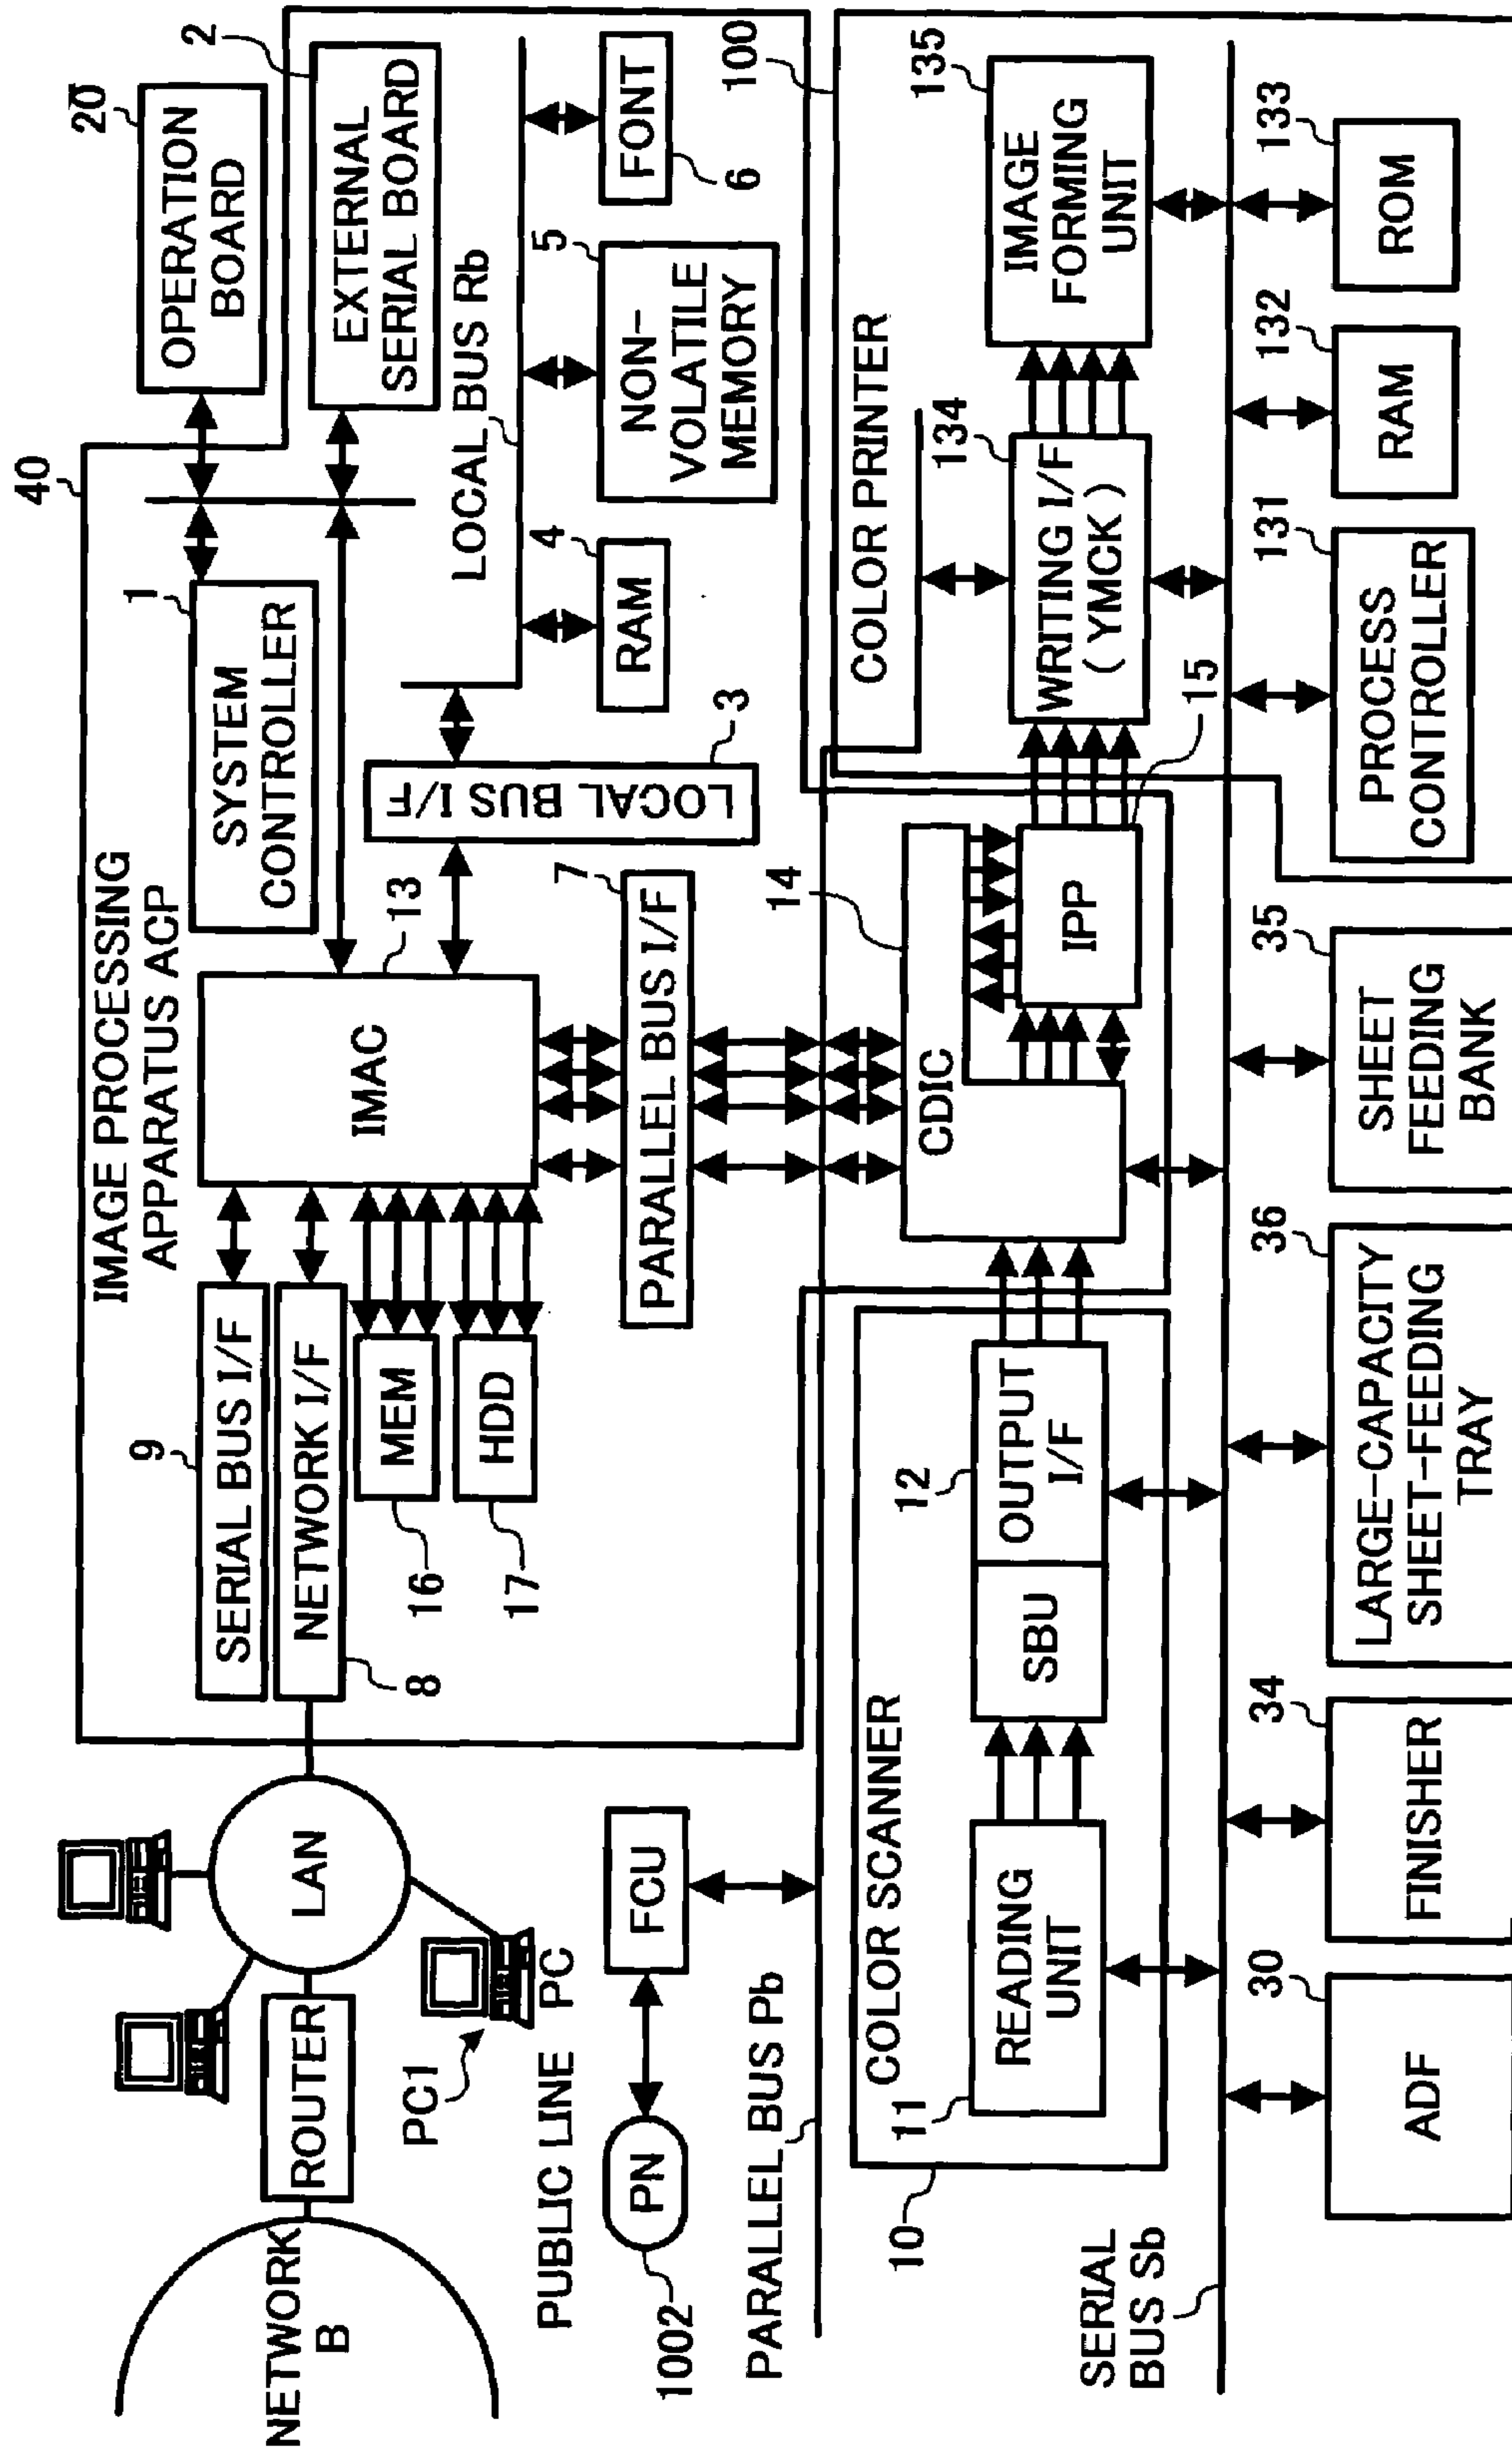 40
IMAGE PROCESSING
APPARATUS ACP
20
OPERATION
BOARD
1
SYSTEM
CONTROLLER
2
EXTERNAL
SERIAL BOARD
9
SERIAL BUS I/F
NETWORK I/F
8
MEM
16
HDD
17
IMAC
13
LOCAL BUS I/F
3
LOCAL BUS Rb
4
RAM
5
NON-
VOLATILE
MEMORY
FONT
6
7
PARALLEL BUS I/F
NETWORK
B
ROUTER
LAN
PC1
PUBLIC LINE PC
PN
1002
FCU
PARALLEL BUS Pb
COLOR SCANNER
10
11
READING
UNIT
SBU
12
OUTPUT
I/F
14
CDIC
IPP
15
100
COLOR PRINTER
134
WRITING I/F
(YMCK)
135
IMAGE
FORMING
UNIT
SERIAL
BUS Sb
30
ADF
34
FINISHER
36
LARGE-CAPACITY
SHEET-FEEDING
TRAY
35
SHEET
FEEDING
BANK
131
PROCESS
CONTROLLER
132
RAM
133
ROM